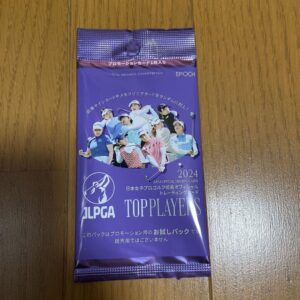 プロモーションカード1枚入り
EPOCH
2024
日本女子プロゴルフ協会オフィシャル
トレーディングカード
JLPGA
TOP PLAYERS
このパックはプロモーション用のお試しパックで
販売用ではございません